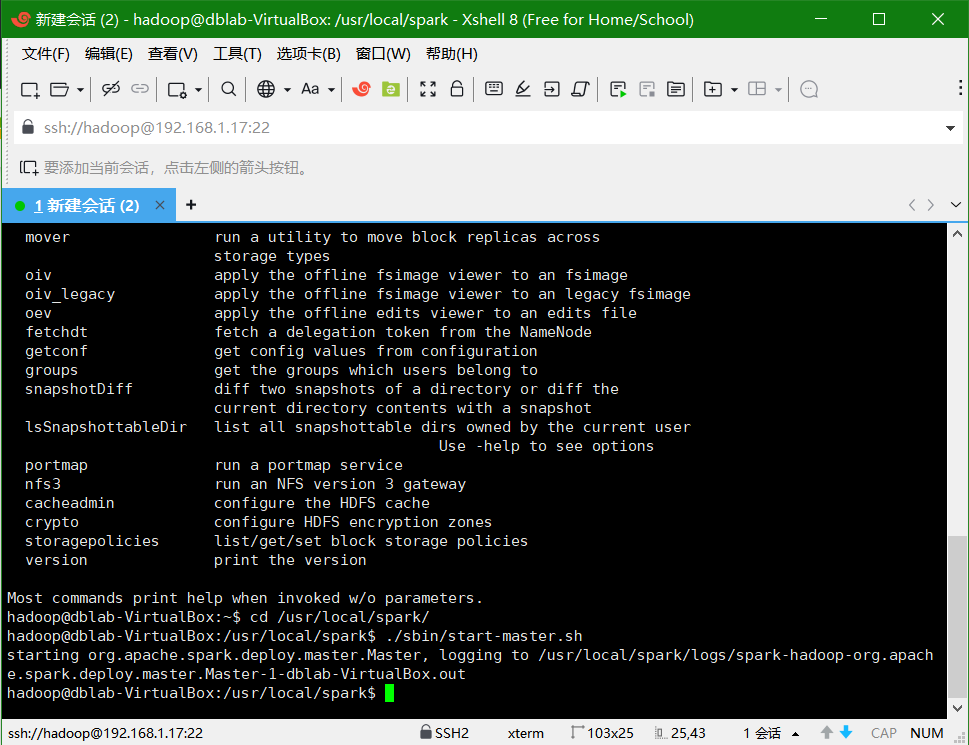 新建会话 (2) - hadoop@dblab-VirtualBox: /usr/local/spark - Xshell 8 (Free for Home/School)
文件(F) 编辑(E) 查看(V) 工具(T) 选项卡(B) 窗口(W) 帮助(H)
Aa
ssh://hadoop@192.168.1.17:22
要添加当前会话，点击左侧的箭头按钮。
1 新建会话 (2)
mover run a utility to move block replicas across
storage types
oiv apply the offline fsimage viewer to an fsimage
oiv_legacy apply the offline fsimage viewer to an legacy fsimage
oev apply the offline edits viewer to an edits file
fetchdt fetch a delegation token from the NameNode
getconf get config values from configuration
groups get the groups which users belong to
snapshotDiff diff two snapshots of a directory or diff the
current directory contents with a snapshot
lsSnapshottableDir list all snapshottable dirs owned by the current user
Use -help to see options
portmap run a portmap service
nfs3 run an NFS version 3 gateway
cacheadmin configure the HDFS cache
crypto configure HDFS encryption zones
storagepolicies list/get/set block storage policies
version print the version
Most commands print help when invoked w/o parameters.
hadoop@dblab-VirtualBox:~$ cd /usr/local/spark/
hadoop@dblab-VirtualBox:/usr/local/spark$ ./sbin/start-master.sh
starting org.apache.spark.deploy.master.Master, logging to /usr/local/spark/logs/spark-hadoop-org.apach
e.spark.deploy.master.Master-1-dblab-VirtualBox.out
hadoop@dblab-VirtualBox:/usr/local/spark$
ssh://hadoop@192.168.1.17:22 SSH2 xterm 103x25 25,43 1 会话 CAP NUM